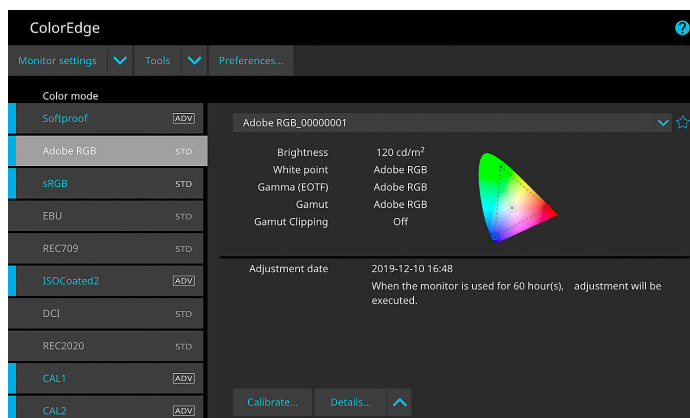 ColorEdge
Monitor settings Tools Preferences...
Color mode
Softproof ADV
Adobe RGB STD
sRGB STD
EBU STD
REC709 STD
ISOCoated2 ADV
DCI STD
REC2020 STD
CAL1 ADV
CAL2 ADV
Adobe RGB_00000001
Brightness 120 cd/m²
White point Adobe RGB
Gamma (EOTF) Adobe RGB
Gamut Adobe RGB
Gamut Clipping Off
Adjustment date 2019-12-10 16:48
When the monitor is used for 60 hour(s), adjustment will be
executed.
Calibrate... Details...